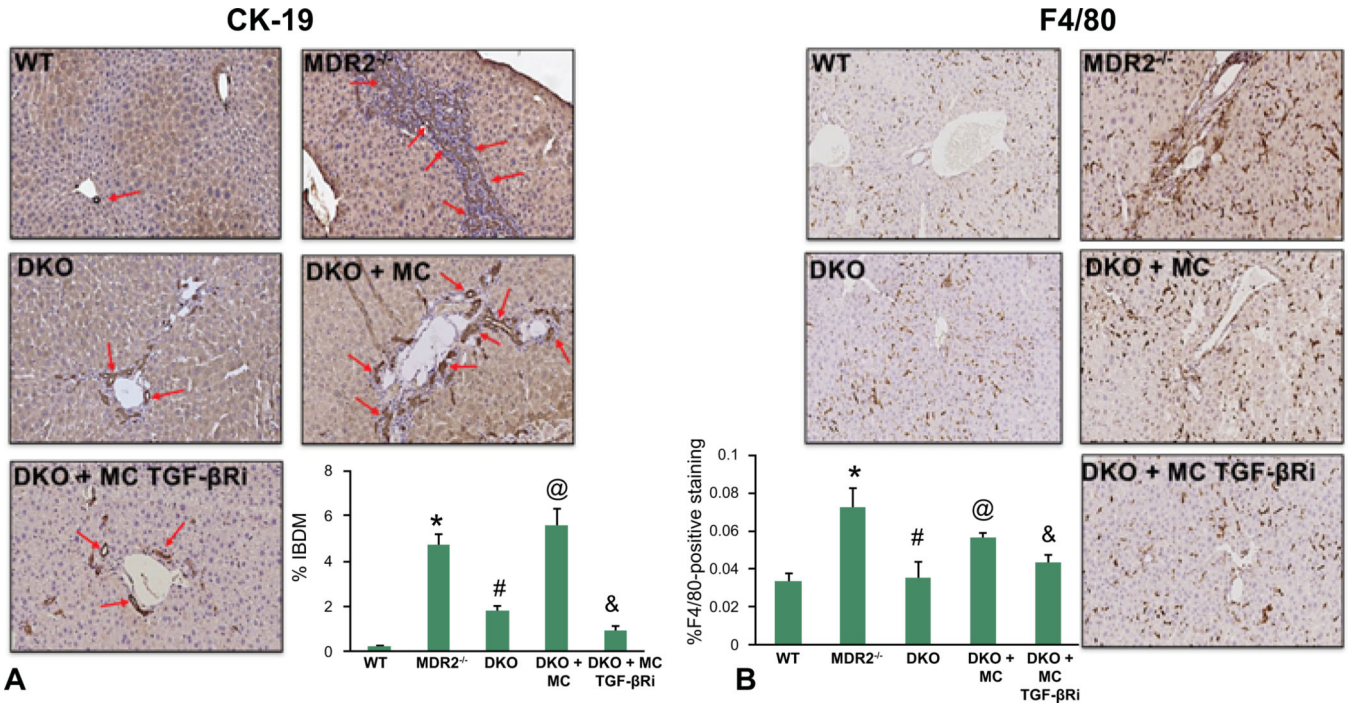 CK-19
F4/80
WT
MDR2-/-
DKO
DKO + MC
DKO + MC TGF-βRi
% IBDM
8
6
4
2
0
*
#
@
&
WT
MDR2-/-
DKO
DKO + MC
DKO + MC TGF-βRi
A
WT
MDR2-/-
DKO
DKO + MC
DKO + MC TGF-βRi
%F4/80-positive staining
0.1
0.08
0.06
0.04
0.02
0
*
#
@
&
WT
MDR2-/-
DKO
DKO +
MC
DKO +
MC
TGF-βRi
B